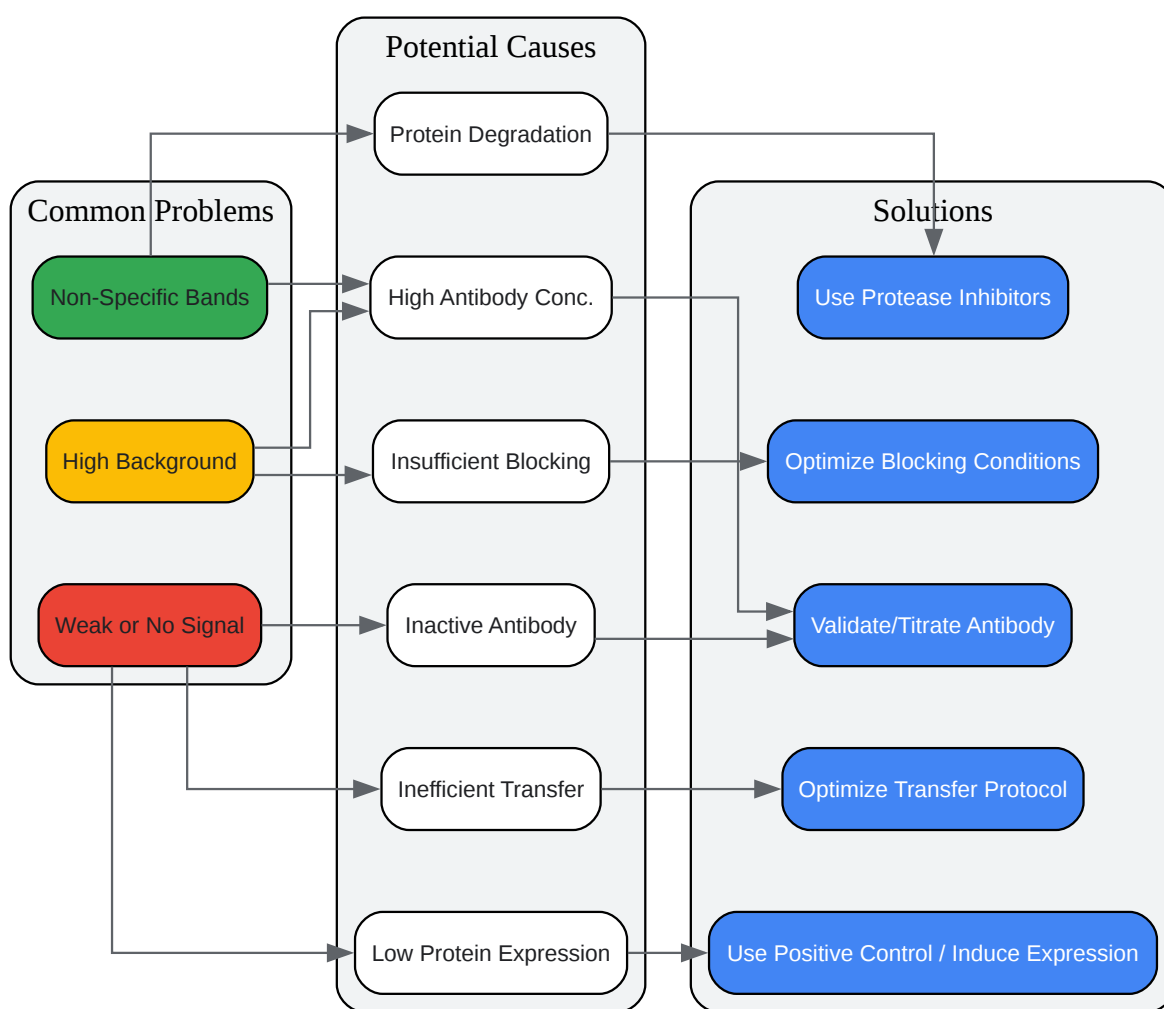 Potential Causes
Protein Degradation
Common Problems
Solutions
Non-Specific Bands
High Antibody Conc.
Use Protease Inhibitors
High Background
Insufficient Blocking
Optimize Blocking Conditions
Weak or No Signal
Inactive Antibody
Validate/Titrate Antibody
Inefficient Transfer
Optimize Transfer Protocol
Low Protein Expression
Use Positive Control / Induce Expression